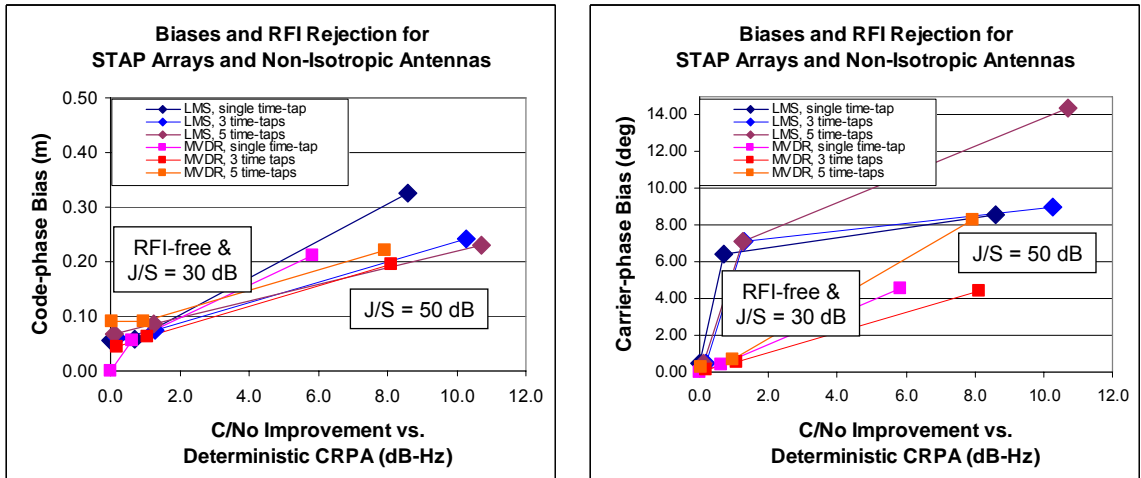 Biases and RFI Rejection for
STAP Arrays and Non-Isotropic Antennas
Code-phase Bias (m)
0.50
0.40
0.30
0.20
0.10
0.00
LMS, single time-tap
LMS, 3 time-taps
LMS, 5 time-taps
MVDR, single time-tap
MVDR, 3 time taps
MVDR, 5 time-taps
RFI-free &
J/S = 30 dB
J/S = 50 dB
0.0 2.0 4.0 6.0 8.0 10.0 12.0
C/No Improvement vs.
Deterministic CRPA (dB-Hz)
Biases and RFI Rejection for
STAP Arrays and Non-Isotropic Antennas
Carrier-phase Bias (deg)
14.00
12.00
10.00
8.00
6.00
4.00
2.00
0.00
LMS, single time-tap
LMS, 3 time-taps
LMS, 5 time-taps
MVDR, single time-tap
MVDR, 3 time taps
MVDR, 5 time-taps
J/S = 50 dB
RFI-free &
J/S = 30 dB
0.0 2.0 4.0 6.0 8.0 10.0 12.0
C/No Improvement vs.
Deterministic CRPA (dB-Hz)